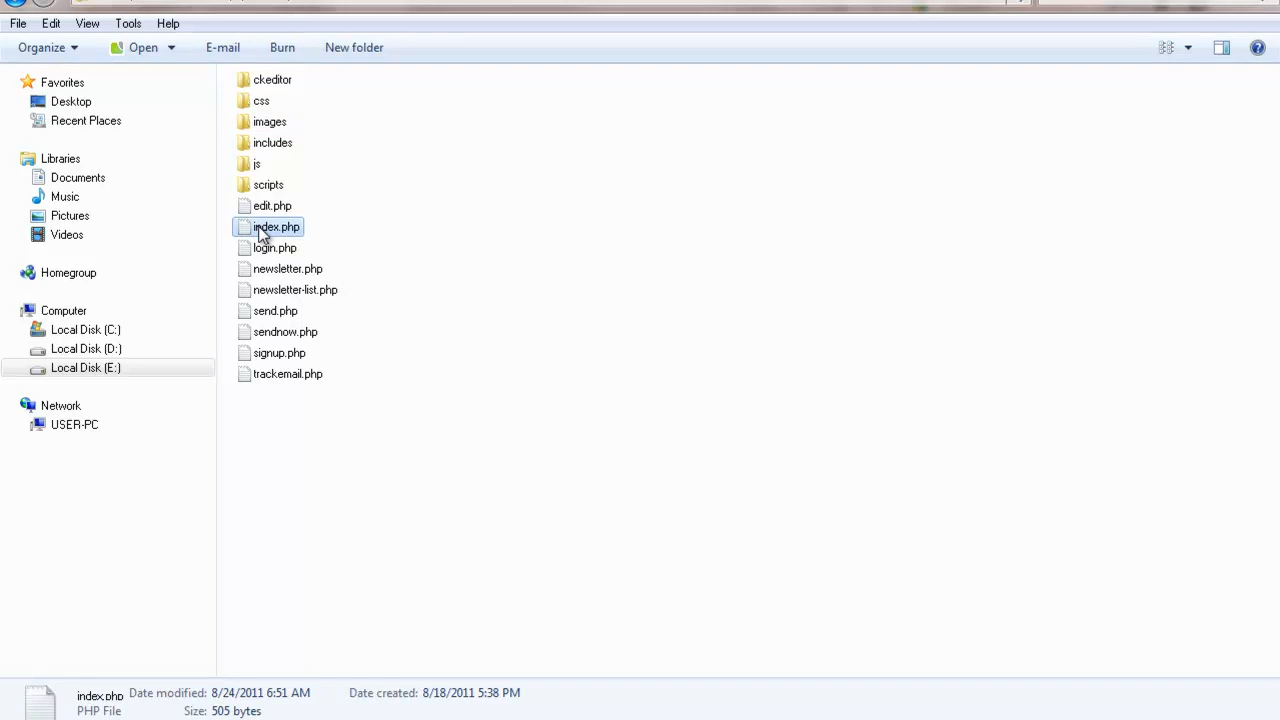 File Edit View Tools Help
Organize Open E-mail Burn New folder
Favorites
Desktop
Recent Places
Libraries
Documents
Music
Pictures
Videos
Homegroup
Computer
Local Disk (C:)
Local Disk (D:)
Local Disk (E:)
Network
USER-PC
ckeditor
css
images
includes
js
scripts
edit.php
index.php
login.php
newsletter.php
newsletter-list.php
send.php
sendnow.php
signup.php
trackemail.php
index.php Date modified: 8/24/2011 6:51 AM Date created: 8/18/2011 5:38 PM
PHP File Size: 505 bytes